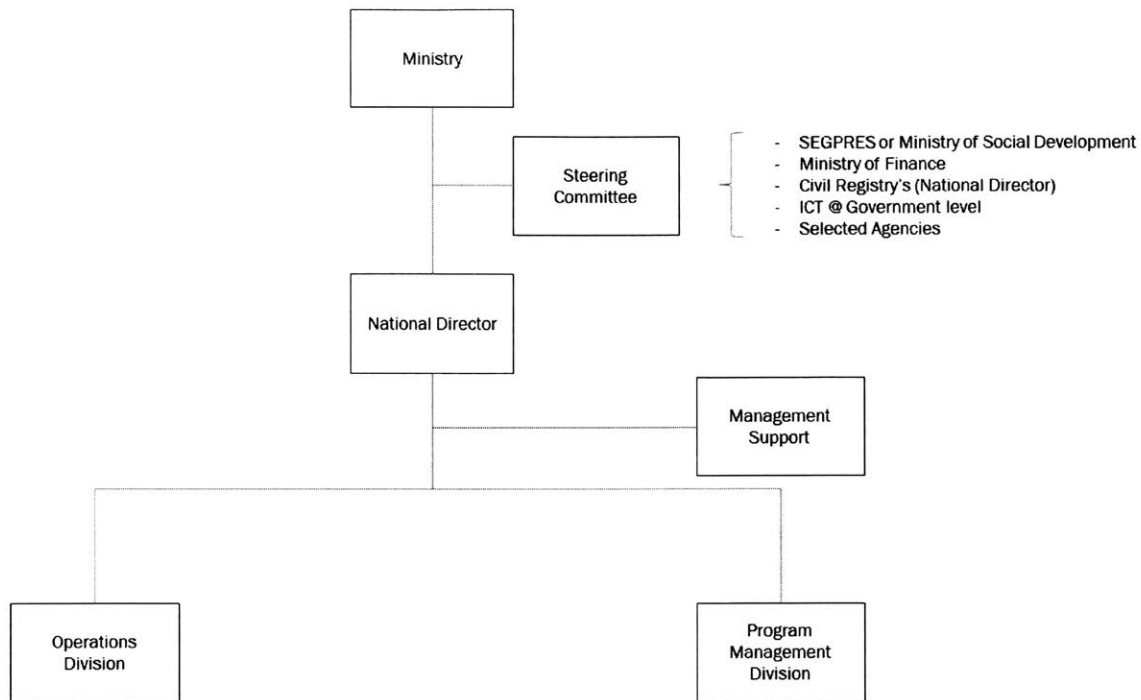 Ministry
Steering
Committee
- SEGPRES or Ministry of Social Development
- Ministry of Finance
- Civil Registry's (National Director)
- ICT @ Government level
- Selected Agencies
National Director
Management
Support
Operations
Division
Program
Management
Division